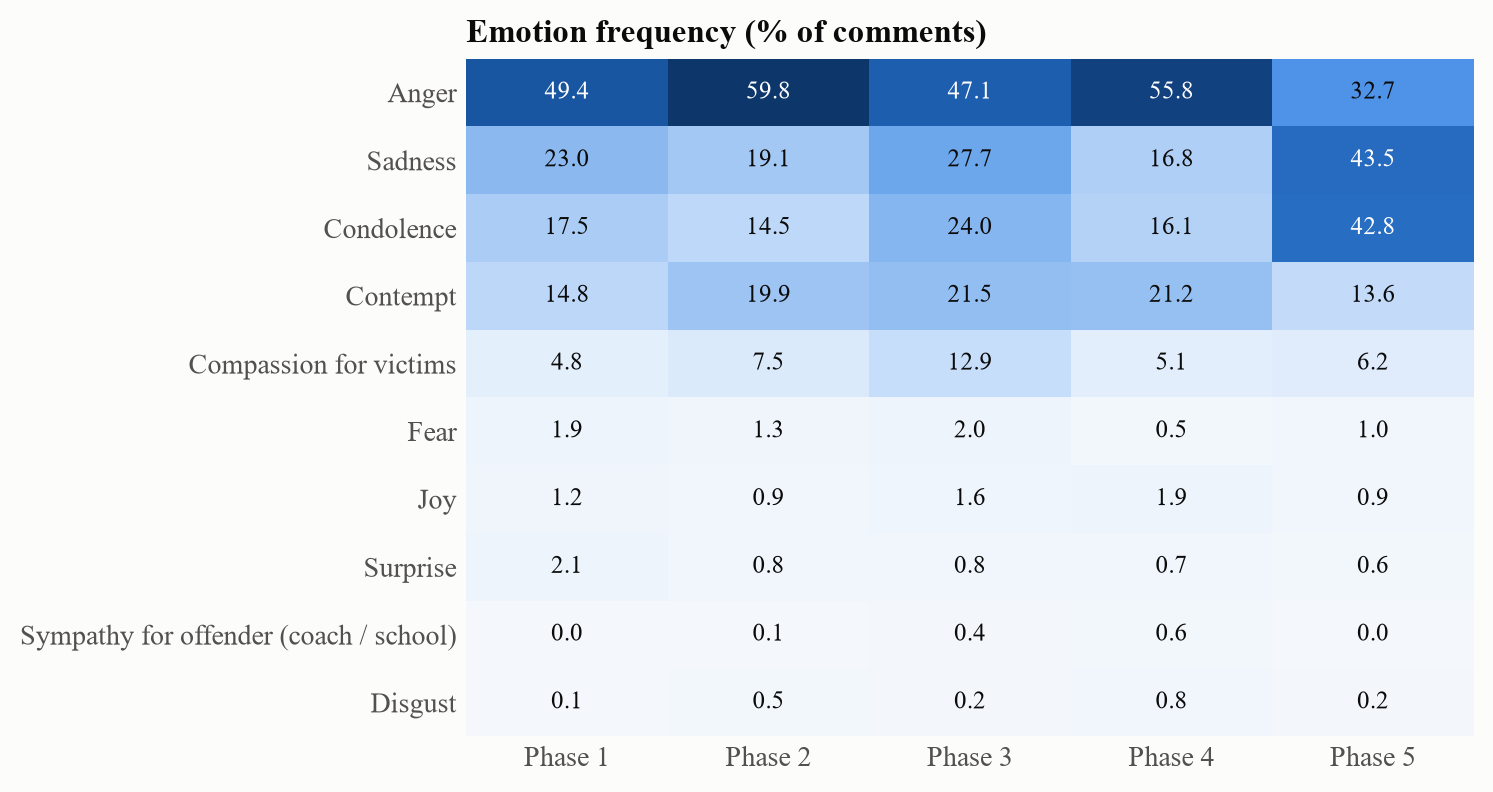 Emotion frequency (% of comments)
Anger 49.4 59.8 47.1 55.8 32.7
Sadness 23.0 19.1 27.7 16.8 43.5
Condolence 17.5 14.5 24.0 16.1 42.8
Contempt 14.8 19.9 21.5 21.2 13.6
Compassion for victims 4.8 7.5 12.9 5.1 6.2
Fear 1.9 1.3 2.0 0.5 1.0
Joy 1.2 0.9 1.6 1.9 0.9
Surprise 2.1 0.8 0.8 0.7 0.6
Sympathy for offender (coach / school) 0.0 0.1 0.4 0.6 0.0
Disgust 0.1 0.5 0.2 0.8 0.2
Phase 1 Phase 2 Phase 3 Phase 4 Phase 5